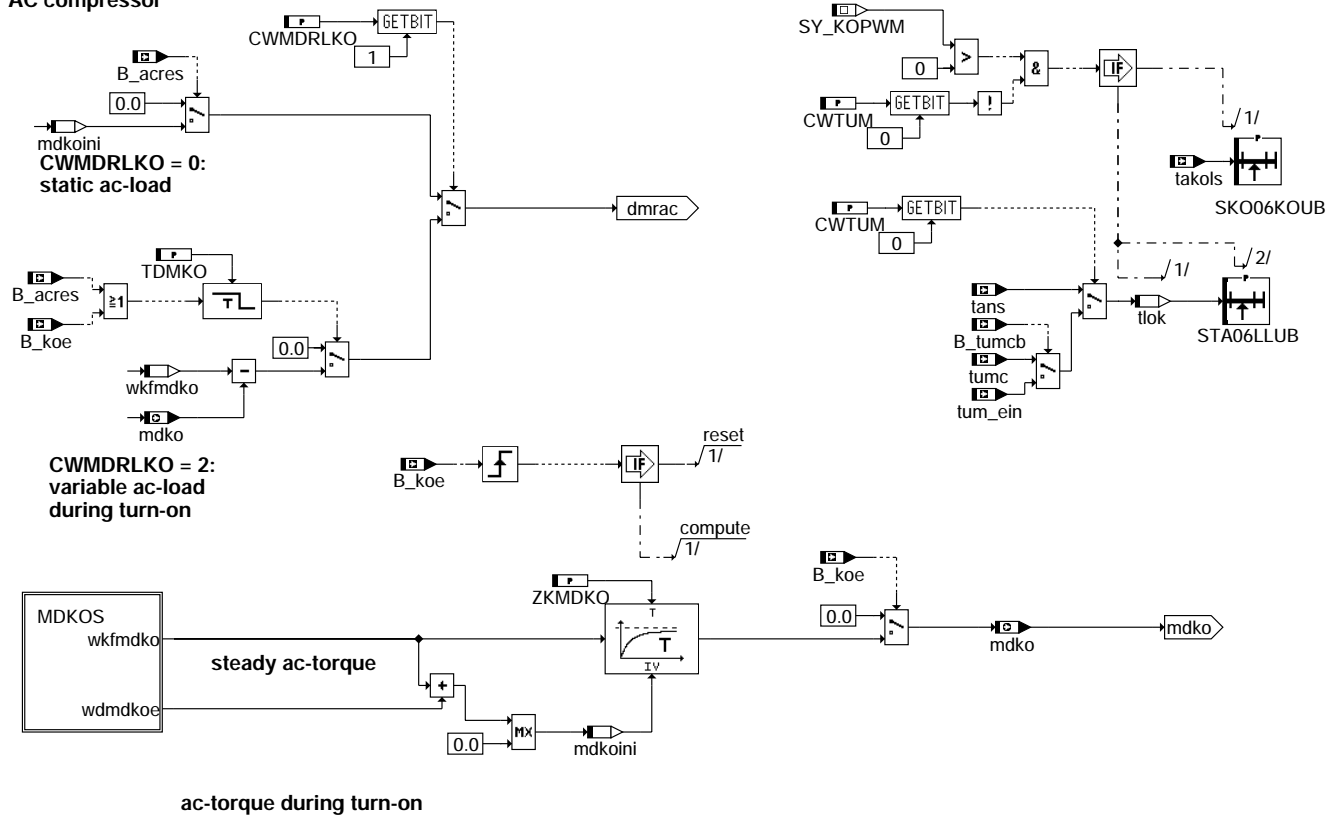 AC compressor
CWMDRLKO
GETBIT
1
B_acres
0.0
mdkoini
CWMDRLKO = 0:
static ac-load
dmrac
TDMKO
B_acres
≥1
T
B_koe
0.0
wkfmdko
-
mdko
CWMDRLKO = 2:
variable ac-load
during turn-on
SY_KOPWM
>
0
&
IF
CWTUM
GETBIT
!
0
1/
P
takols
SKO06KOUB
CWTUM
GETBIT
0
2/
1/
P
tans
tlok
B_tumcb
STA06LLUB
tumc
tum_ein
B_koe
IF
reset
1/
compute
1/
MDKOS
wkfmdko
wdmdkoe
steady ac-torque
+
0.0
MX
mdkoini
ZKMDKO
T
T
IV
B_koe
0.0
mdko
mdko
ac-torque during turn-on